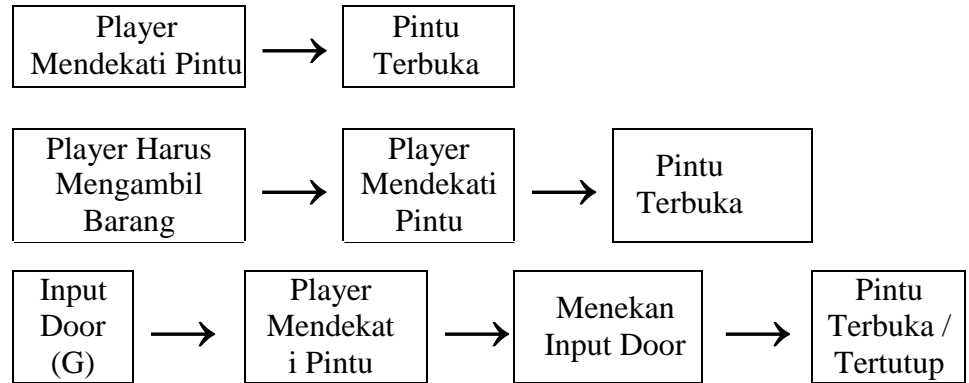 Player
Mendekati Pintu
Pintu
Terbuka
Player Harus
Mengambil
Barang
Player
Mendekati
Pintu
Pintu
Terbuka
Input
Door
(G)
Player
Mendekat
i Pintu
Menekan
Input Door
Pintu
Terbuka /
Tertutup